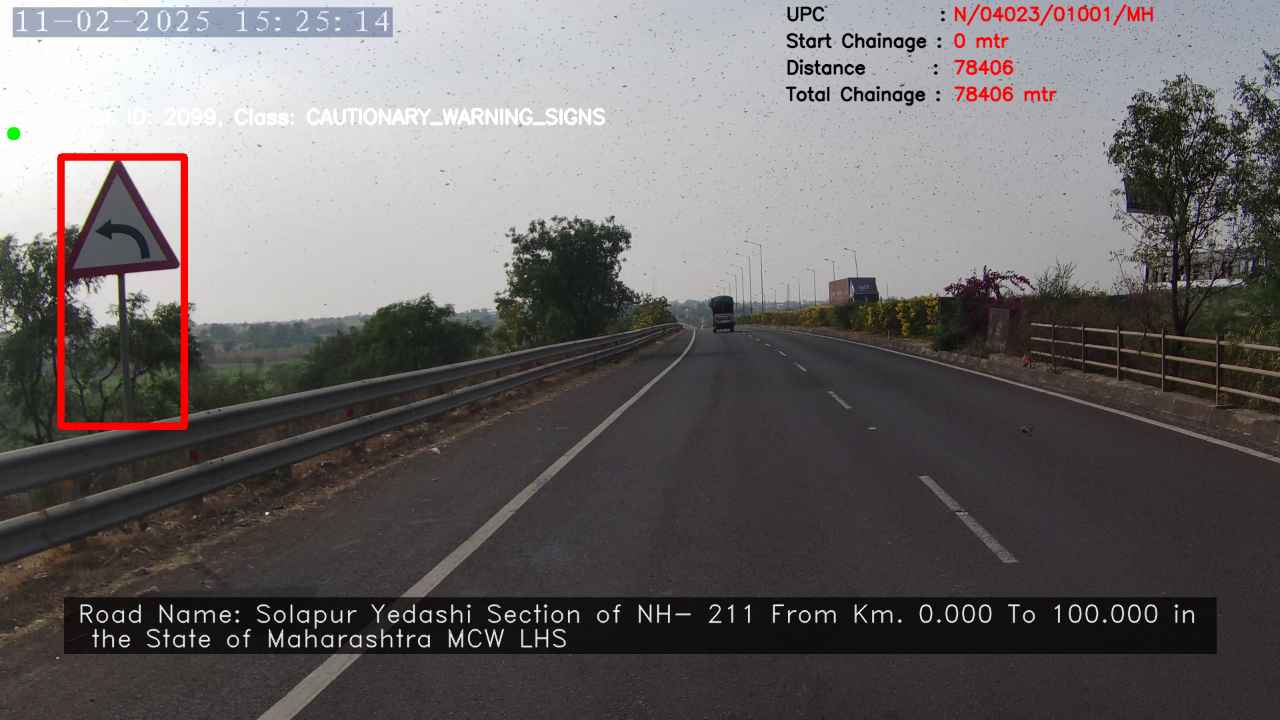 11-02-2025 15:25:14
UPC : N/04023/01001/MH
Start Chainage : 0 mtr
Distance : 78406
Total Chainage : 78406 mtr
ID: 2099, Class: CAUTIONARY_WARNING_SIGNS
Road Name: Solapur Yedashi Section of NH- 211 From Km. 0.000 To 100.000 in
the State of Maharashtra MCW LHS